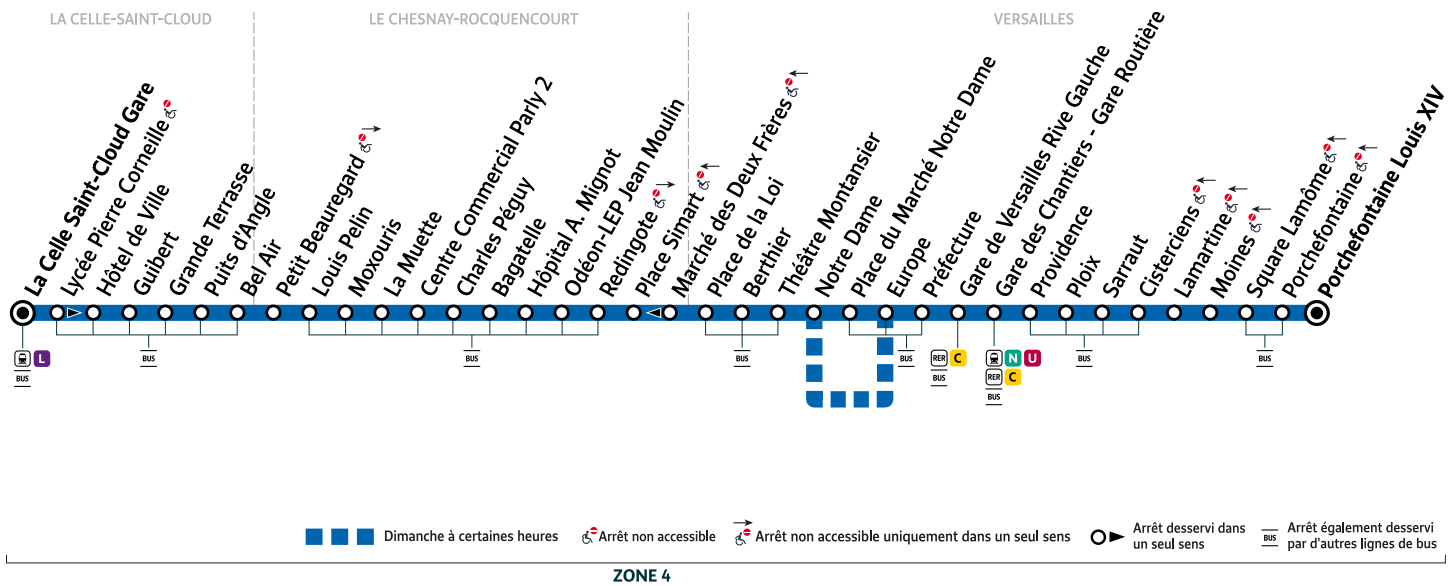 LA CELLE-SAINT-CLOUD
LE CHESNAY-ROCQUENCOURT
VERSAILLES
La Celle Saint-Cloud Gare
Lycée Pierre Corneille
Hôtel de Ville
Guibert
Grande Terrasse
Puits d'Angle
Bel Air
Petit Beauregard
Louis Pelin
Moxouris
La Muette
Centre Commercial Parly 2
Charles Péguy
Bagatelle
Hôpital A. Mignot
Odéon-LEP Jean Moulin
Redingote
Place Simart
Marché des Deux Frères
Place de la Loi
Berthier
Théâtre Montansier
Notre Dame
Place du Marché Notre Dame
Europe
Préfecture
Gare de Versailles Rive Gauche
Gare des Chantiers - Gare Routière
Providence
Ploix
Sarraut
Cisterciens
Lamartine
Moines
Square Lamôme
Porchefontaine
Porchefontaine Louis XIV
L
BUS
BUS
BUS
BUS
BUS
RER C
BUS
N U
RER C
BUS
BUS
BUS
Dimanche à certaines heures
Arrêt non accessible
Arrêt non accessible uniquement dans un seul sens
Arrêt desservi dans
un seul sens
BUS
Arrêt également desservi
par d'autres lignes de bus
ZONE 4